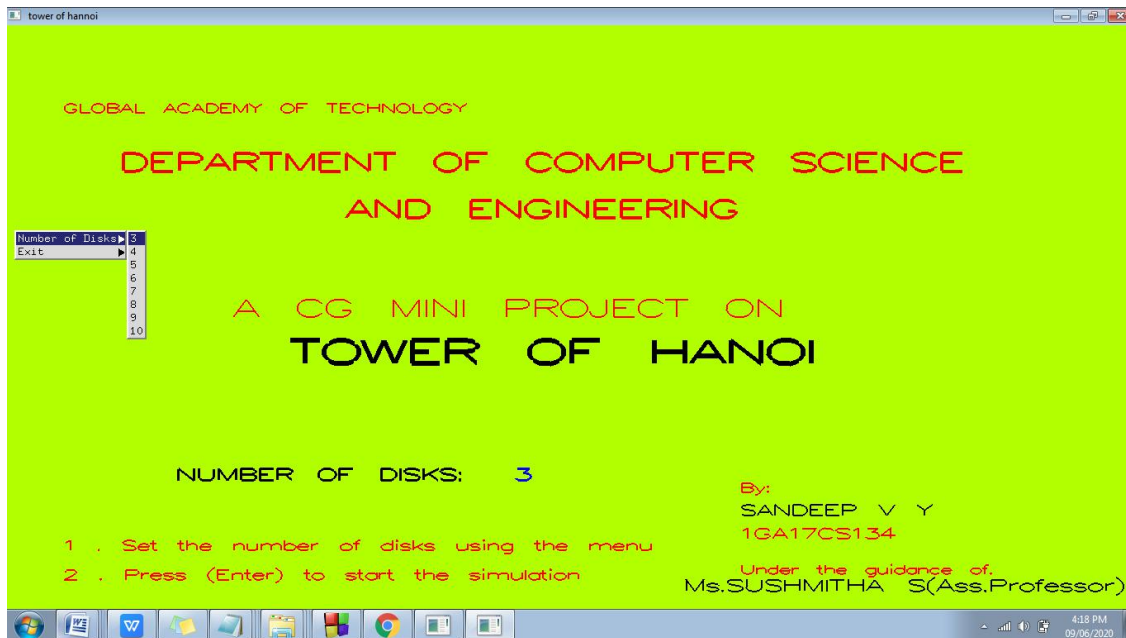 tower of hannoi
GLOBAL ACADEMY OF TECHNOLOGY
DEPARTMENT OF COMPUTER SCIENCE
AND ENGINEERING
Number of Disks
Exit
3
4
5
6
7
8
9
10
A CG MINI PROJECT ON
TOWER OF HANOI
NUMBER OF DISKS: 3
1 . Set the number of disks using the menu
2 . Press (Enter) to start the simulation
By:
SANDEEP V Y
1GA17CS134
Under the guidance of.
Ms.SUSHMITHA S(Ass.Professor)
4:18 PM
09/06/2020